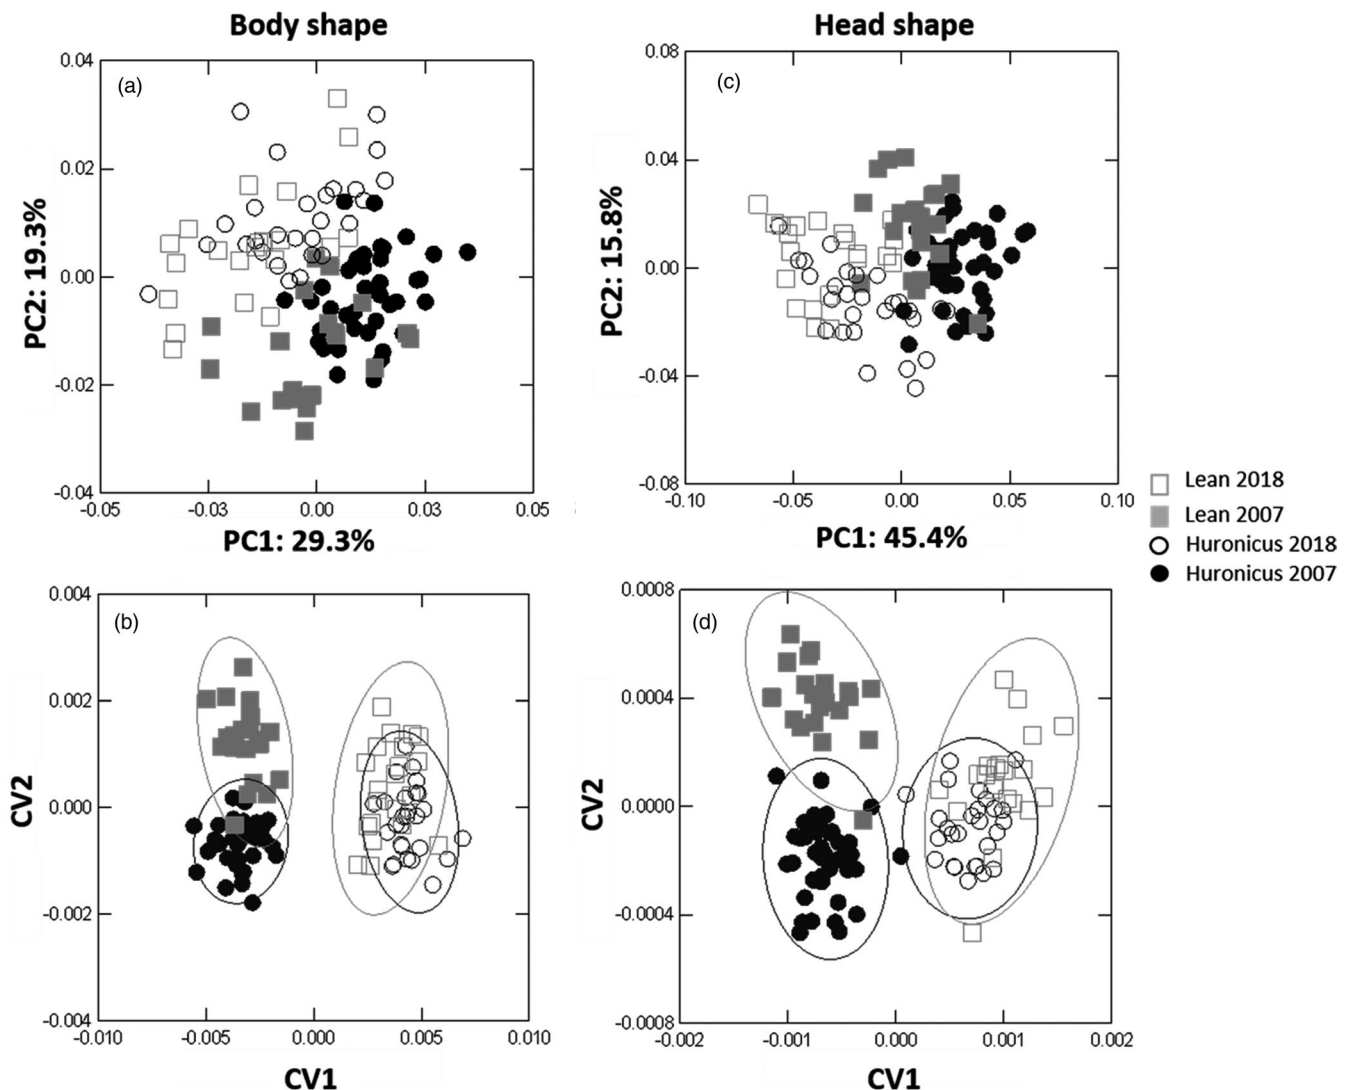 Body shape
Head shape
(a)
0.04
0.02
0.00
-0.02
-0.04
-0.05
-0.03
0.00
0.03
0.05
PC2: 19.3%
PC1: 29.3%
(c)
0.08
0.04
0.00
-0.04
-0.08
-0.10
-0.05
0.00
0.05
0.10
PC2: 15.8%
PC1: 45.4%
Lean 2018
Lean 2007
Huronicus 2018
Huronicus 2007
(b)
0.004
0.002
0.000
-0.002
-0.004
-0.010
-0.005
0.000
0.005
0.010
CV2
CV1
(d)
0.0008
0.0004
0.0000
-0.0004
-0.0008
-0.002
-0.001
0.000
0.001
0.002
CV2
CV1